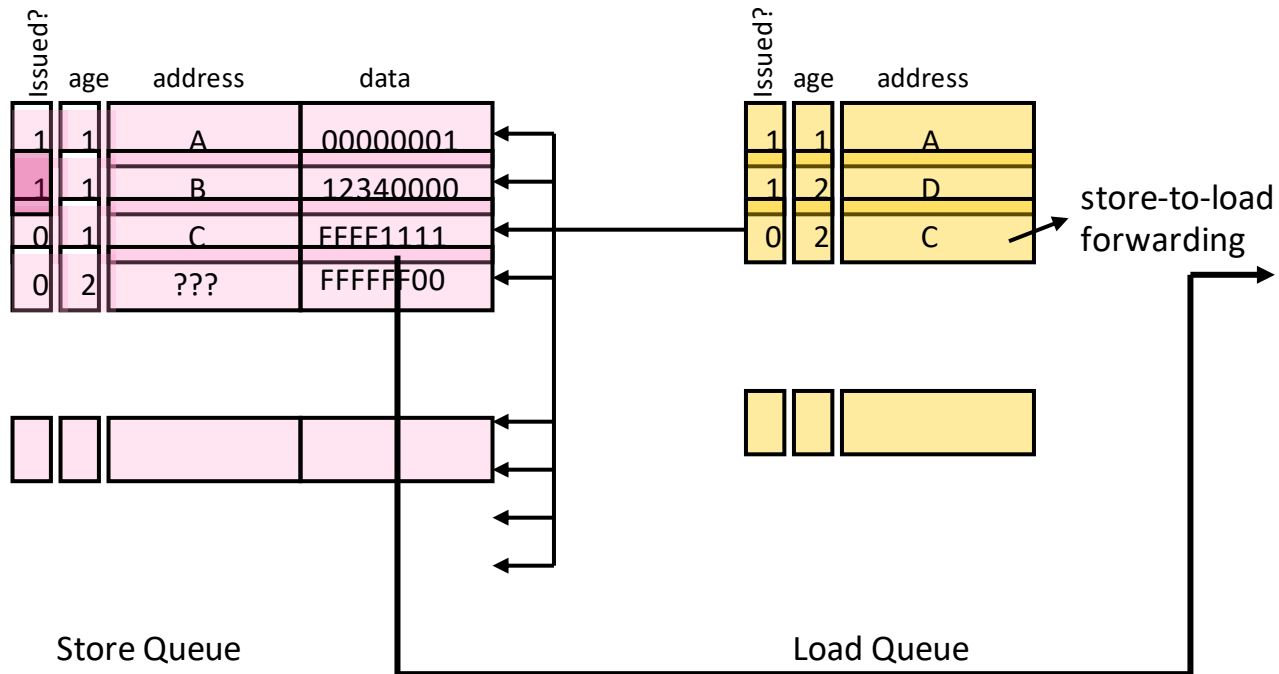 Issued? age address data
1 1 A 00000001
1 1 B 12340000
0 1 C FFFF1111
0 2 ??? FFFFFF00
Store Queue
Issued? age address
1 1 A
1 2 D
0 2 C
store-to-load
forwarding
Load Queue